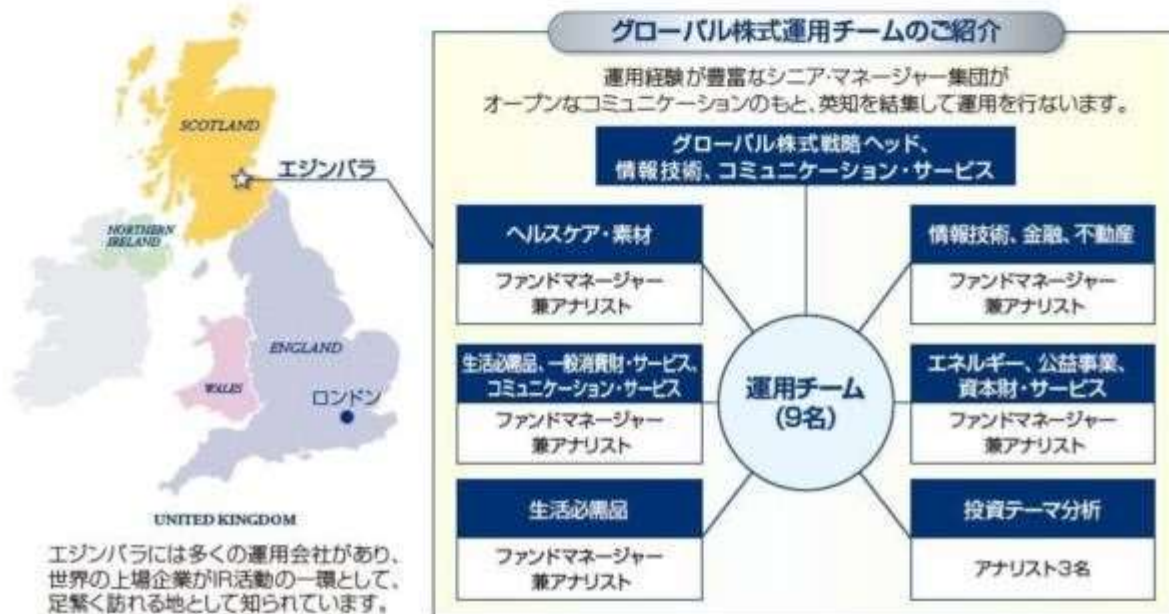 SCOTLAND
エジンバラ
NORTHERN
IRELAND
ENGLAND
WALES
ロンドン
UNITED KINGDOM
エジンバラには多くの運用会社があり、
世界の上場企業がIR活動の一環として、
足繁く訪れる地として知られています。
グローバル株式運用チームのご紹介
運用経験が豊富なシニア・マネージャー集団が
オープンなコミュニケーションのもと、英知を結集して運用を行ないます。
グローバル株式戦略ヘッド、
情報技術、コミュニケーション・サービス
ヘルスケア・素材
ファンドマネージャー
兼アナリスト
情報技術、金融、不動産
ファンドマネージャー
兼アナリスト
生活必需品、一般消費財・サービス、
コミュニケーション・サービス
ファンドマネージャー
兼アナリスト
運用チーム
(9名)
エネルギー、公益事業、
資本財・サービス
ファンドマネージャー
兼アナリスト
生活必需品
ファンドマネージャー
兼アナリスト
投資テーマ分析
アナリスト3名